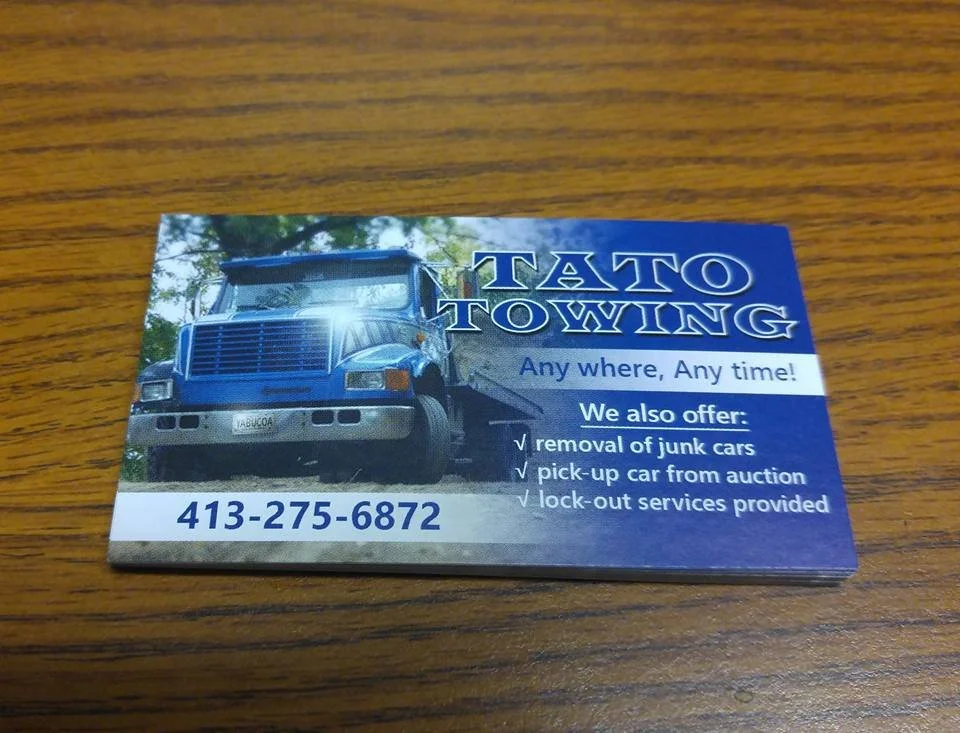 TATO
TOWING
Any where, Any time!
We also offer:
√ removal of junk cars
√ pick-up car from auction
√ lock-out services provided
YABUCOA
413-275-6872